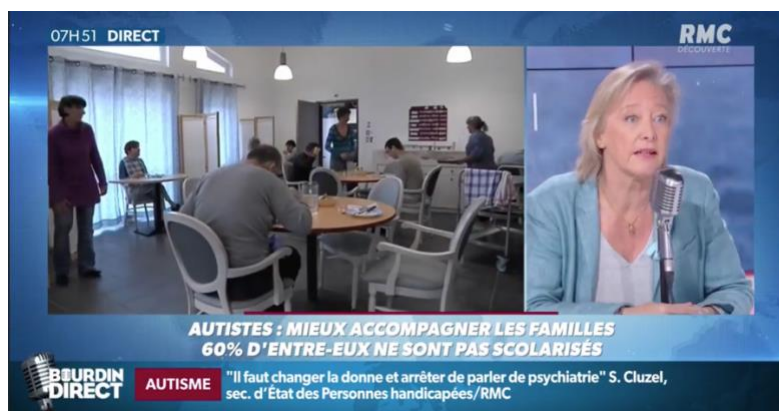 07H51 DIRECT
RMC
DÉCOUVERTE
AUTISTES : MIEUX ACCOMPAGNER LES FAMILLES
60% D'ENTRE-EUX NE SONT PAS SCOLARISÉS
BOURDIN
DIRECT
AUTISME
"Il faut changer la donne et arrêter de parler de psychiatrie" S. Cluzel,
sec. d'État des Personnes handicapées/RMC